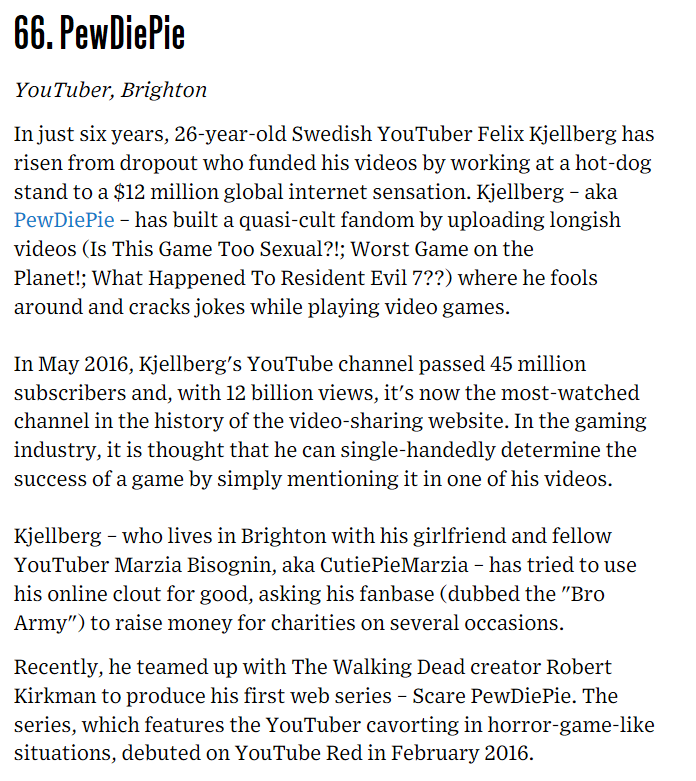 66. PewDiePie
YouTuber, Brighton
In just six years, 26-year-old Swedish YouTuber Felix Kjellberg has
risen from dropout who funded his videos by working at a hot-dog
stand to a $12 million global internet sensation. Kjellberg – aka
PewDiePie – has built a quasi-cult fandom by uploading longish
videos (Is This Game Too Sexual?!; Worst Game on the
Planet!; What Happened To Resident Evil 7??) where he fools
around and cracks jokes while playing video games.
In May 2016, Kjellberg's YouTube channel passed 45 million
subscribers and, with 12 billion views, it's now the most-watched
channel in the history of the video-sharing website. In the gaming
industry, it is thought that he can single-handedly determine the
success of a game by simply mentioning it in one of his videos.
Kjellberg – who lives in Brighton with his girlfriend and fellow
YouTuber Marzia Bisognin, aka CutiePieMarzia – has tried to use
his online clout for good, asking his fanbase (dubbed the "Bro
Army") to raise money for charities on several occasions.
Recently, he teamed up with The Walking Dead creator Robert
Kirkman to produce his first web series – Scare PewDiePie. The
series, which features the YouTuber cavorting in horror-game-like
situations, debuted on YouTube Red in February 2016.